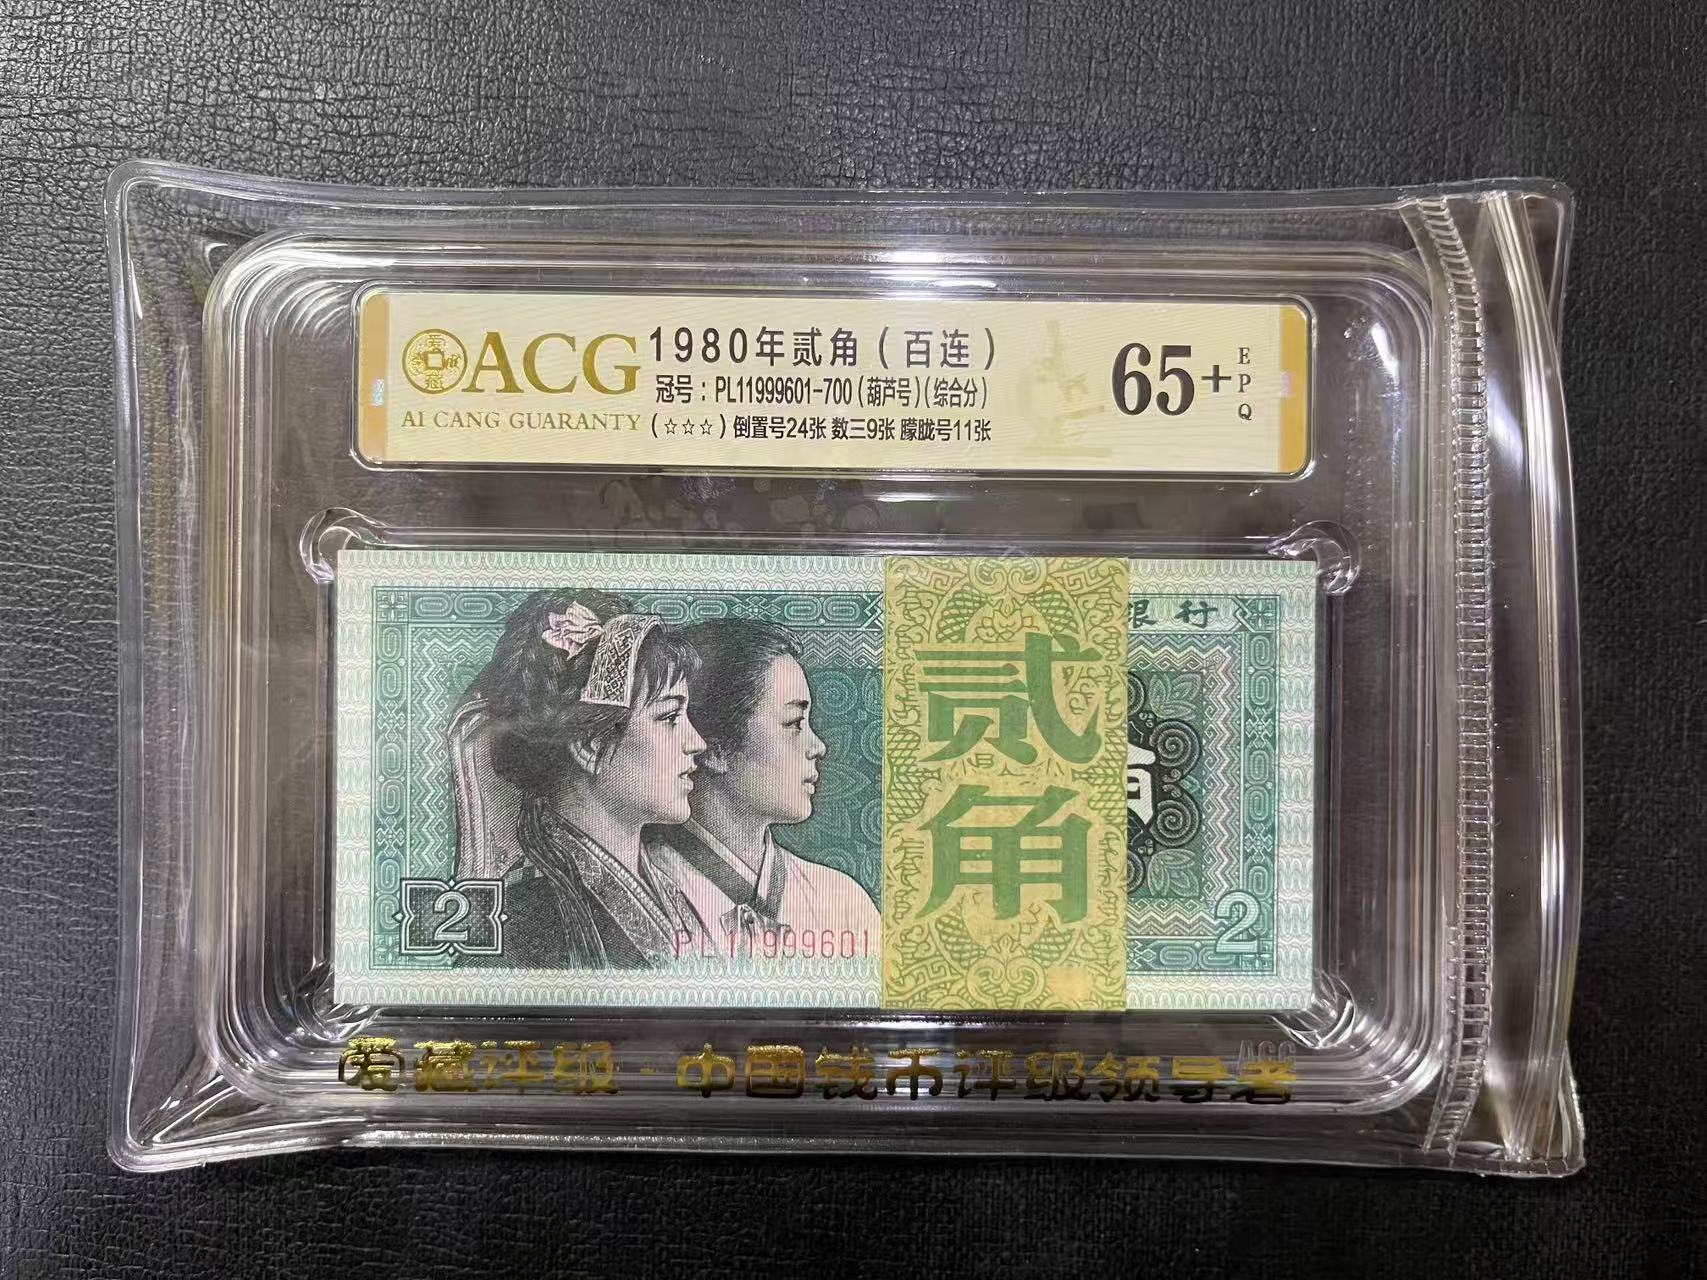 ACG
AI CANG GUARANTY
1980年贰角（百连）
冠号：PL11999601-700(葫芦号)(综合分)
(☆☆☆)倒置号24张 数三9张 朦胧号11张
65+
EPQ
银行
贰角
角
2
PL11999601
2
爱藏评级·中国钱币评级领导者
ACG